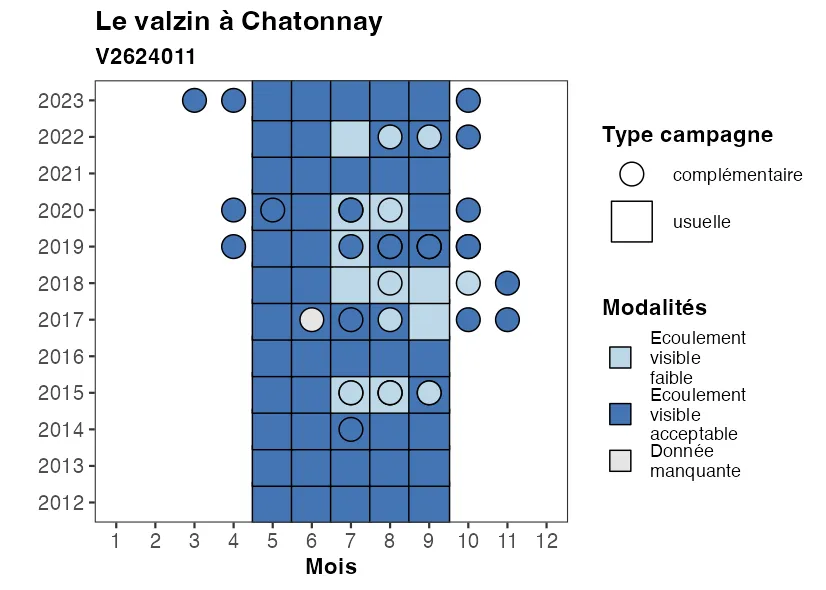 Le valzin à Chatonnay
V2624011
2023
2022
2021
2020
2019
2018
2017
2016
2015
2014
2013
2012
1 2 3 4 5 6 7 8 9 10 11 12
Mois
Type campagne
complémentaire
usuelle
Modalités
Ecoulement
visible
faible
Ecoulement
visible
acceptable
Donnée
manquante